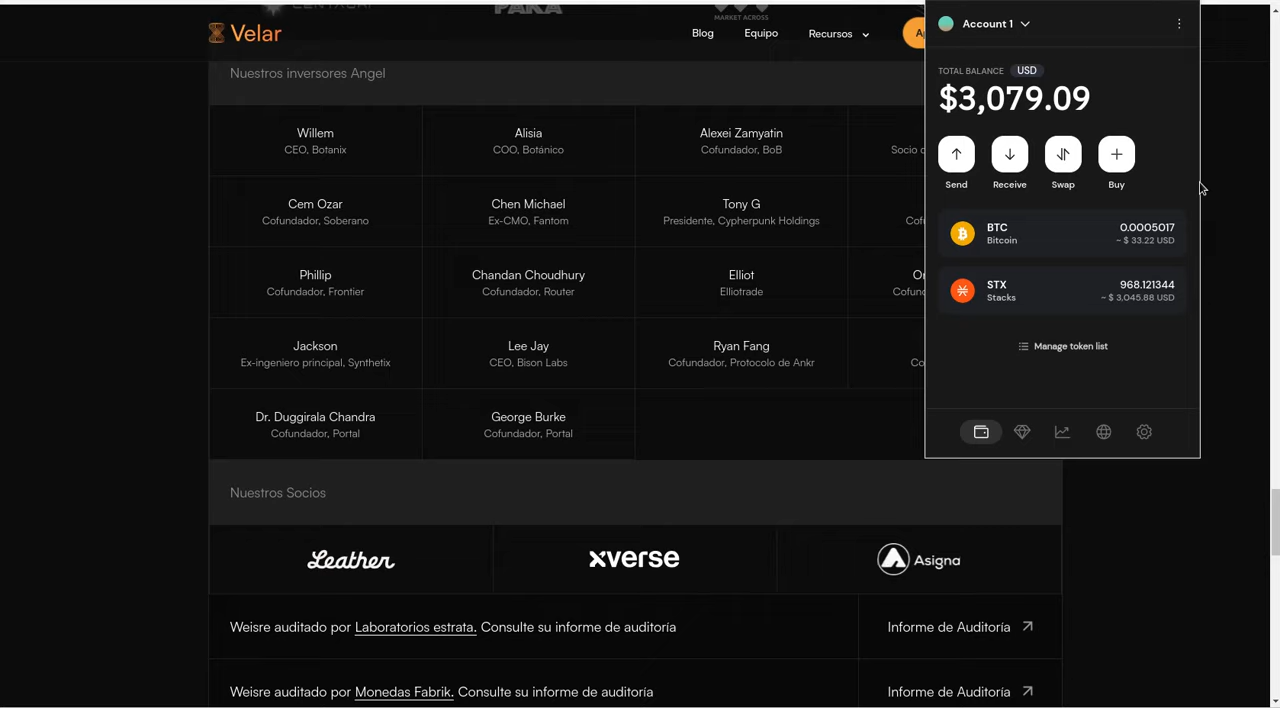 MARKET ACROSS
Velar
Blog
Equipo
Recursos
Nuestros inversores Angel
Willem
CEO, Botanix
Alisia
COO, Botánico
Alexei Zamyatin
Cofundador, BoB
Cem Ozar
Cofundador, Soberano
Chen Michael
Ex-CMO, Fantom
Tony G
Presidente, Cypherpunk Holdings
Phillip
Cofundador, Frontier
Chandan Choudhury
Cofundador, Router
Elliot
Elliotrade
Jackson
Ex-ingeniero principal, Synthetix
Lee Jay
CEO, Bison Labs
Ryan Fang
Cofundador, Protocolo de Ankr
Dr. Duggirala Chandra
Cofundador, Portal
George Burke
Cofundador, Portal
Nuestros Socios
Leather
xverse
Asigna
Weisre auditado por Laboratorios estrata. Consulte su informe de auditoría
Informe de Auditoría
Weisre auditado por Monedas Fabrik. Consulte su informe de auditoría
Informe de Auditoría
Account 1
TOTAL BALANCE USD
$3,079.09
Send
Receive
Swap
Buy
BTC
0.0005017
Bitcoin
~ $ 33.22 USD
STX
968.121344
Stacks
~ $ 3,045.88 USD
Manage token list